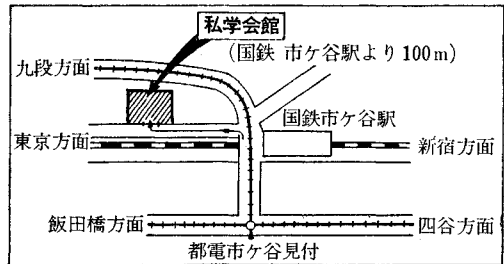 私学会館
(国鉄 市ケ谷駅より100m)
九段方面
国鉄市ケ谷駅
東京方面
新宿方面
飯田橋方面
四谷方面
都電市ケ谷見付